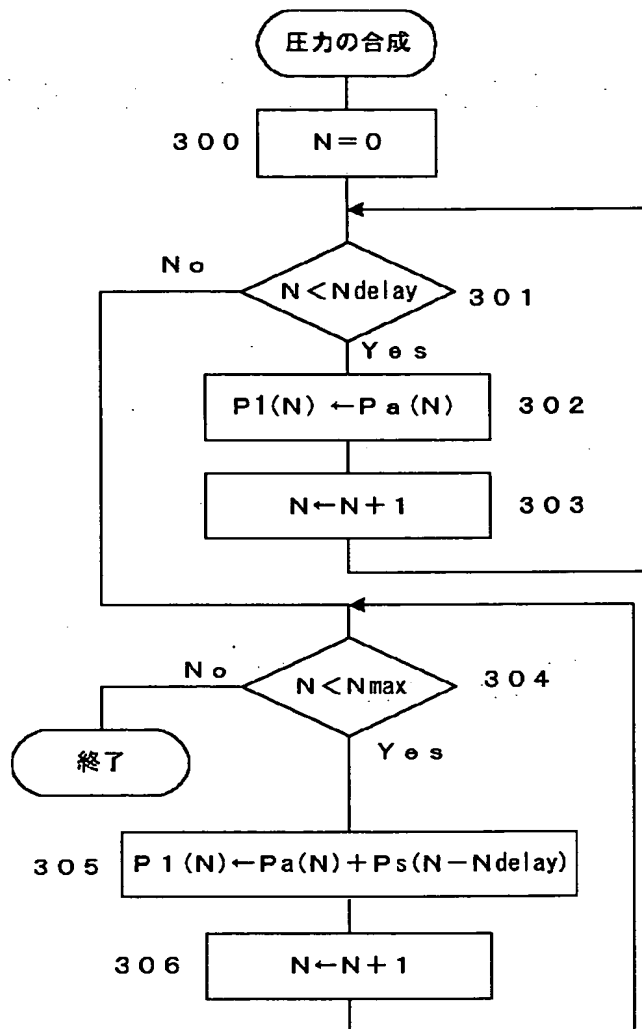 圧力の合成
300
N=0
No
N<Ndelay
301
Yes
P1(N)←Pa(N)
302
N←N+1
303
No
N<Nmax
304
終了
Yes
305
P1(N)←Pa(N)+Ps(N-Ndelay)
306
N←N+1